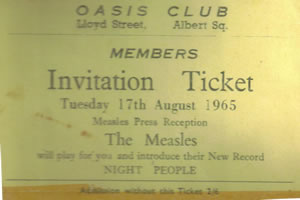 OASIS CLUB
Lloyd Street, Albert Sq.
MEMBERS
Invitation Ticket
Tuesday 17th August 1965
Measles Press Reception
The Measles
will play for you and introduce their New Record
NIGHT PEOPLE
Admission without this Ticket 2/6